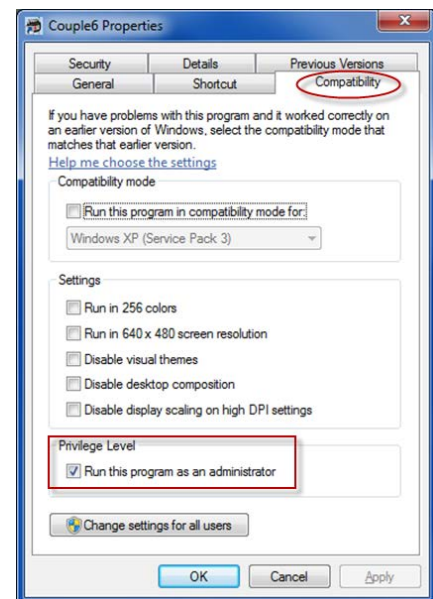 Couple6 Properties
Security Details Previous Versions
General Shortcut Compatibility
If you have problems with this program and it worked correctly on
an earlier version of Windows, select the compatibility mode that
matches that earlier version.
Help me choose the settings
Compatibility mode
Run this program in compatibility mode for:
Windows XP (Service Pack 3)
Settings
Run in 256 colors
Run in 640 x 480 screen resolution
Disable visual themes
Disable desktop composition
Disable display scaling on high DPI settings
Privilege Level
Run this program as an administrator
Change settings for all users
OK Cancel Apply